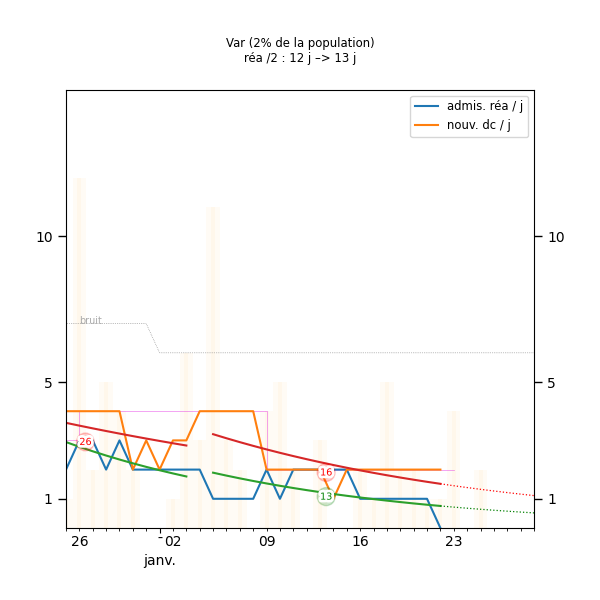 Var (2% de la population)
réa /2 : 12 j –> 13 j
admis. réa / j
nouv. dc / j
10
10
bruit
5
5
26
16
13
1
1
26
02
09
16
23
janv.